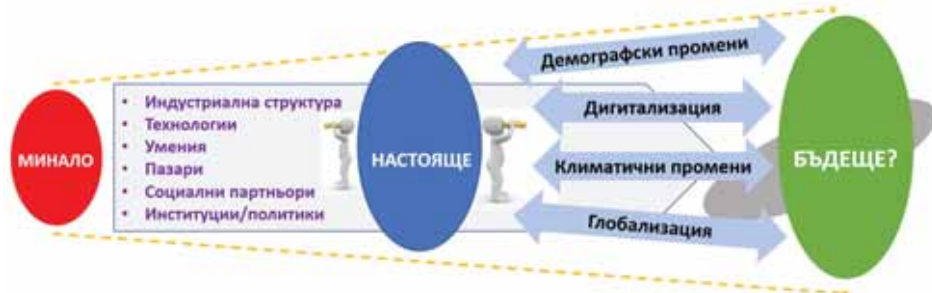 МИНАЛО
• Индустриална структура
• Технологии
• Умения
• Пазари
• Социални партньори
• Институции/политики
НАСТОЯЩЕ
Демографски промени
Дигитализация
Климатични промени
Глобализация
БЪДЕЩЕ?